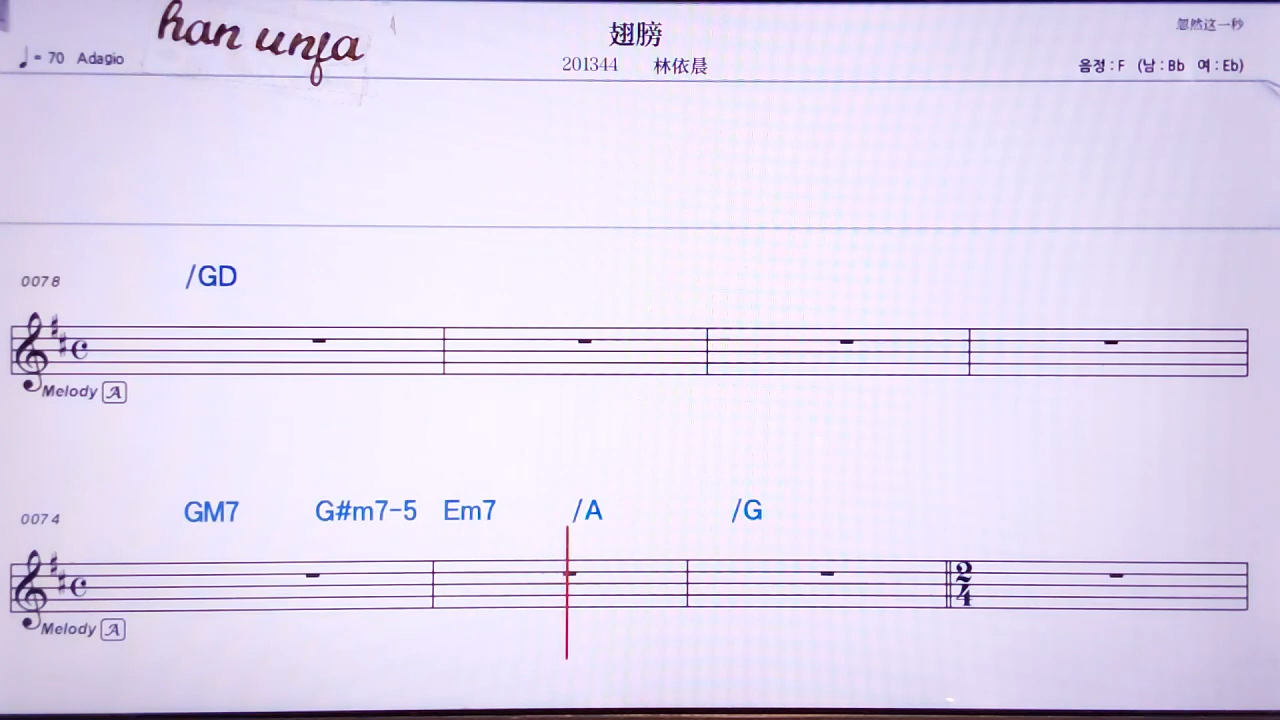 han unja
翅膀
忽然这一秒
♩= 70 Adagio
201344 林依晨
음정 : F (남 : Bb 여 : Eb)
0078 /GD
Melody A
0074 GM7 G#m7-5 Em7 /A /G
2
4
Melody A